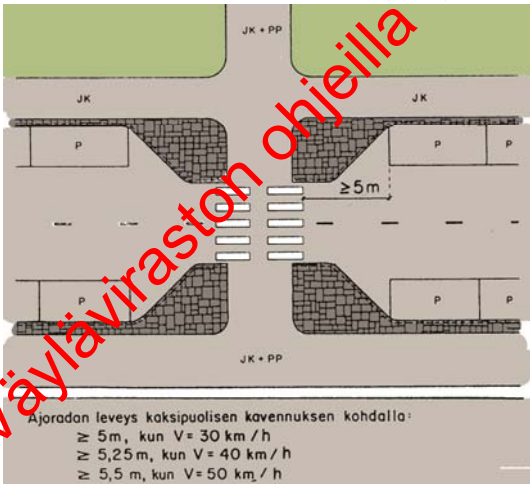 JK + PP
JK
JK
P
P
P
≥5m
P
P
P
P
JK + PP
Väyläviraston ohjeilla
Ajoradan leveys kaksipuolisen kavennuksen kohdalla:
≥ 5m, kun V = 30 km / h
≥ 5,25m, kun V = 40 km / h
≥ 5,5 m, kun V = 50 km / h